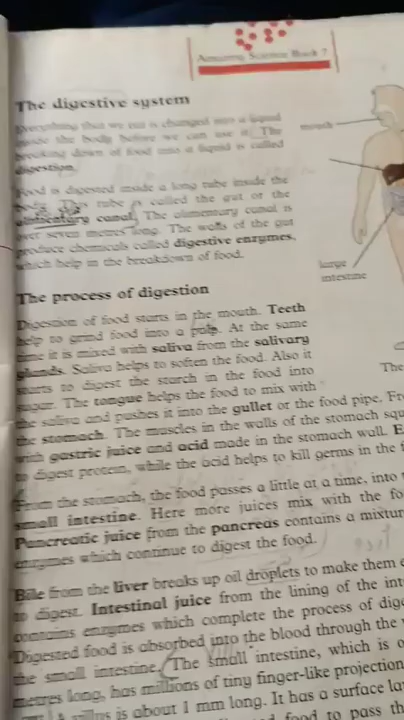 Amazing Science Book 7
The digestive system
Everything that we eat is changed into a liquid
inside the body before we can use it. The
breaking down of food into a liquid is called
digestion.
mouth
Food is digested inside a long tube inside the
body. This tube is called the gut or the
alimentary canal. The alimentary canal is
over seven metres long. The walls of the gut
produce chemicals called digestive enzymes,
which help in the breakdown of food.
large
intestine
The process of digestion
Digestion of food starts in the mouth. Teeth
help to grind food into a pulp. At the same
time it is mixed with saliva from the salivary
glands. Saliva helps to soften the food. Also it
starts to digest the starch in the food into
sugar. The tongue helps the food to mix with
The
the saliva and pushes it into the gullet or the food pipe.
the stomach. The muscles in the walls of the stomach
with gastric juice and acid made in the stomach wall.
to digest protein, while the acid helps to kill germs in the
From the stomach, the food passes a little at a time, into
small intestine. Here more juices mix with the
Pancreatic juice from the pancreas contains a
enzymes which continue to digest the food.
Bile from the liver breaks up oil droplets to make them
to digest. Intestinal juice from the lining of the
contains enzymes which complete the process of
Digested food is absorbed into the blood through the
the small intestine. The small intestine, which is
metres long, has millions of tiny finger-like
villus is about 1 mm long. It has a surface
food to pass